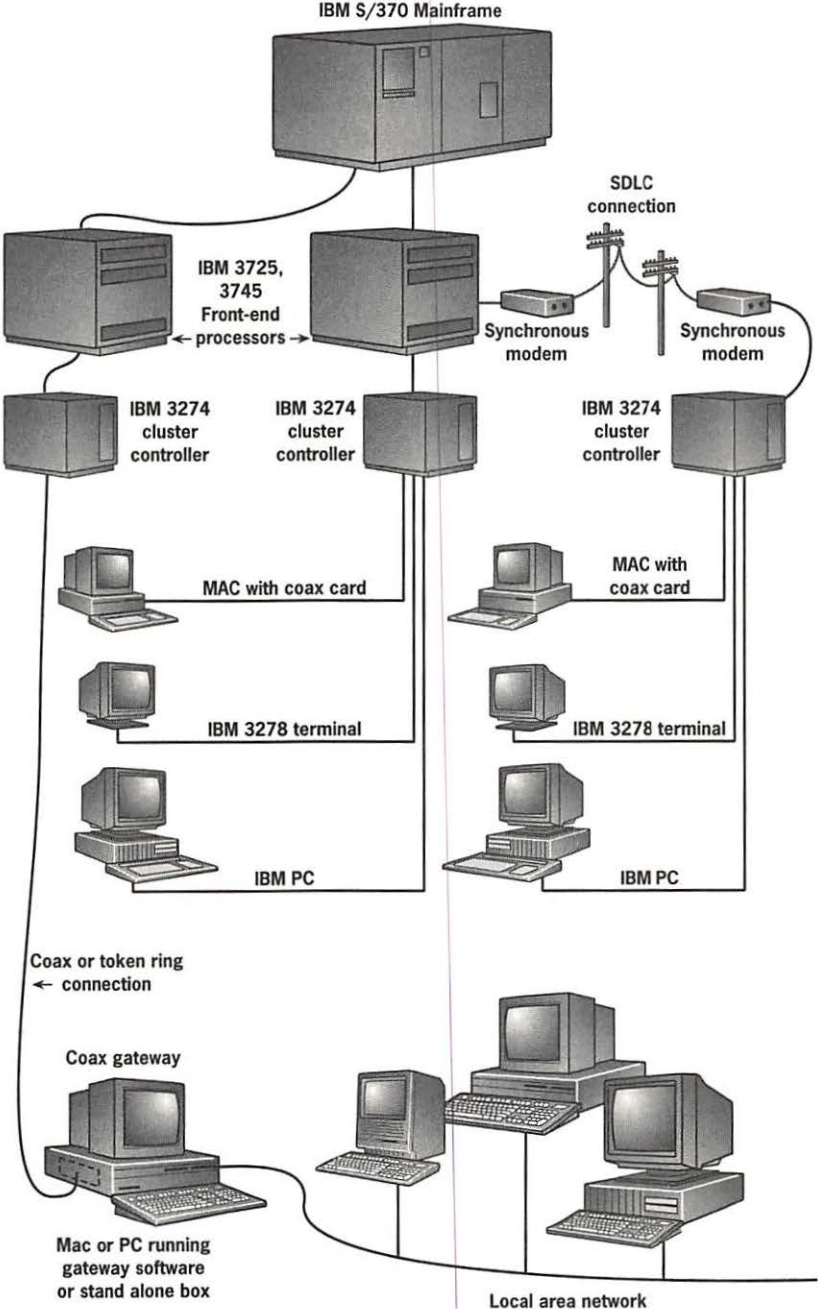 IBM S/370 Mainframe
SDLC
connection
IBM 3725,
3745
Front-end
← processors →
Synchronous
modem
Synchronous
modem
IBM 3274
cluster
controller
IBM 3274
cluster
controller
IBM 3274
cluster
controller
MAC with coax card
MAC with
coax card
IBM 3278 terminal
IBM 3278 terminal
IBM PC
IBM PC
Coax or token ring
← connection
Coax gateway
Mac or PC running
gateway software
or stand alone box
Local area network